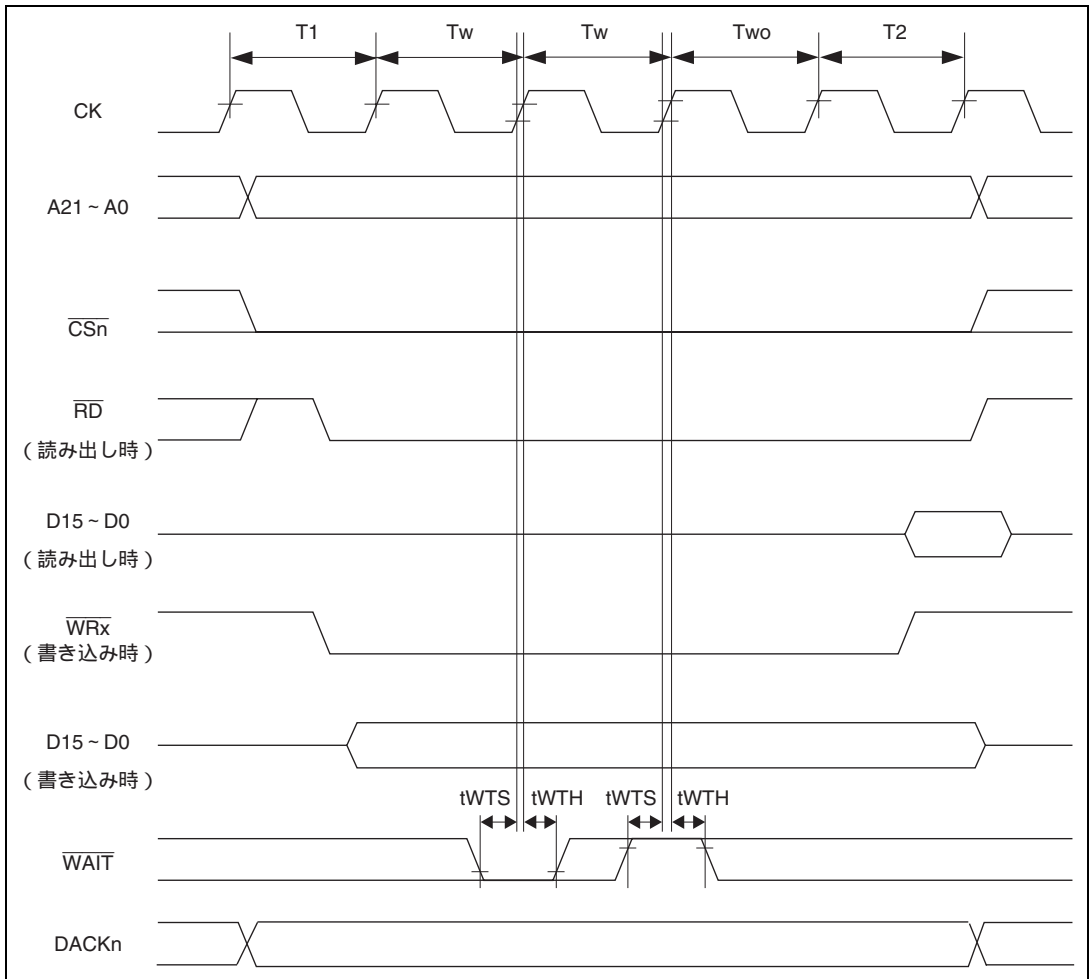 T1 Tw Tw Two T2
CK
A21~A0
CSn
RD
(読み出し時)
D15~D0
(読み出し時)
WRx
(書き込み時)
D15~D0
(書き込み時)
tWTS tWTH tWTS tWTH
WAIT
DACKn